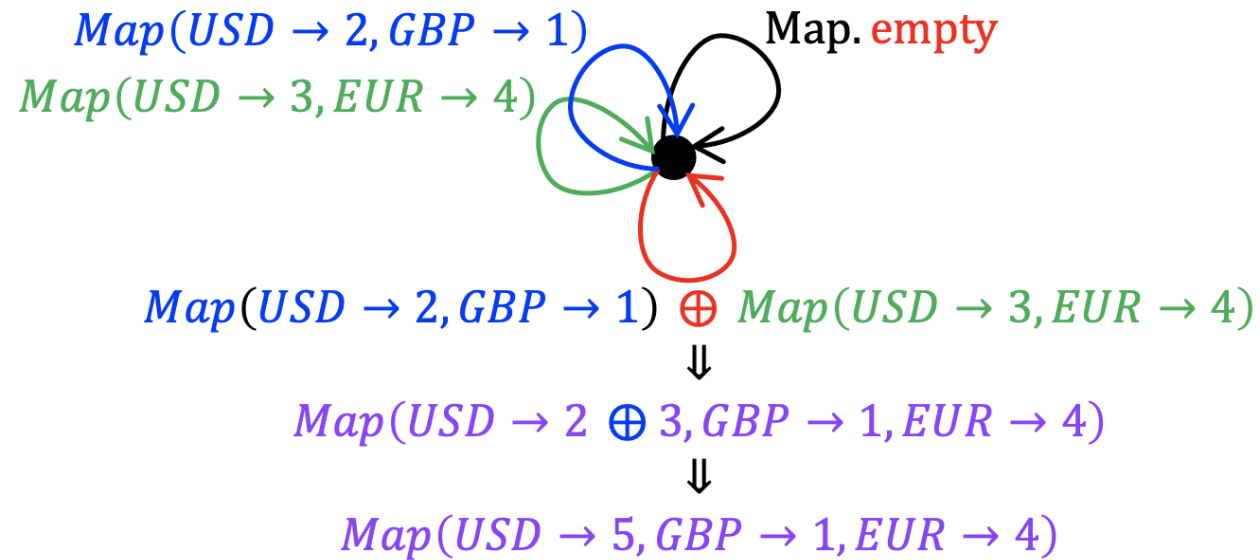 Map(USD → 2, GBP → 1)
Map. empty
Map(USD → 3, EUR → 4)
Map(USD → 2, GBP → 1) ⊕ Map(USD → 3, EUR → 4)
⇓
Map(USD → 2 ⊕ 3, GBP → 1, EUR → 4)
⇓
Map(USD → 5, GBP → 1, EUR → 4)